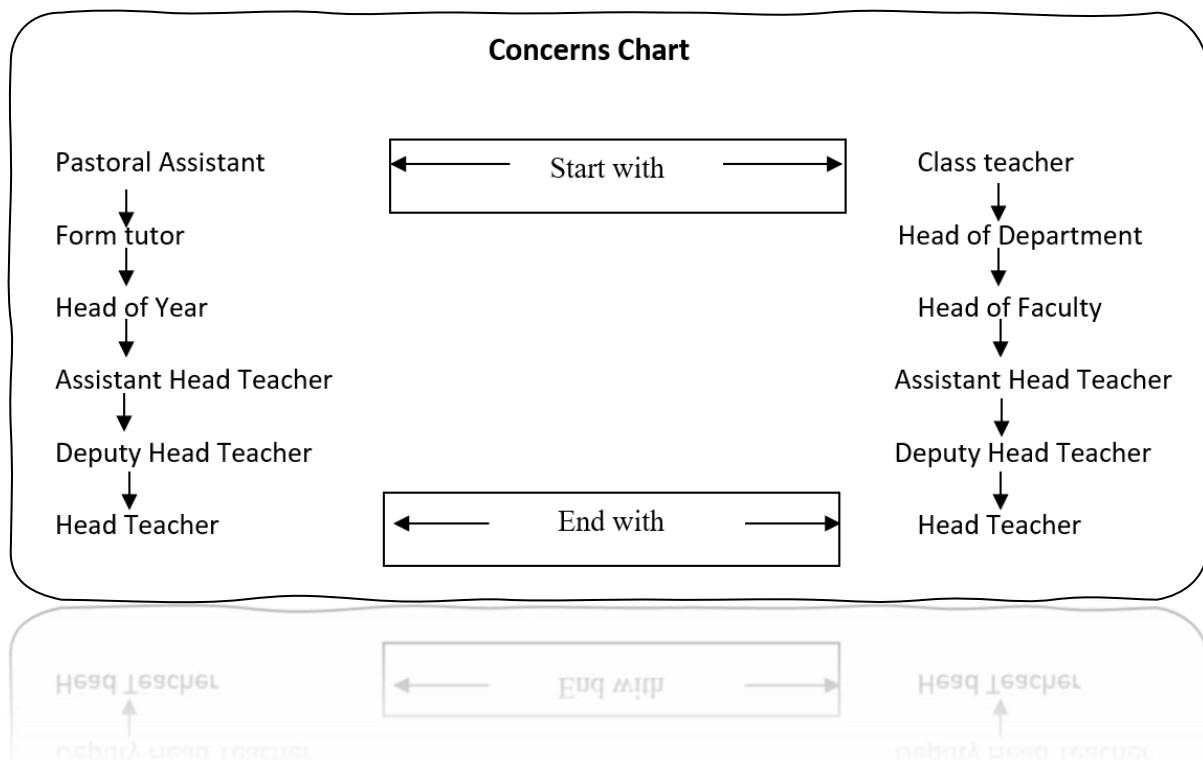 Concerns Chart
Pastoral Assistant
Start with
Class teacher
Form tutor
Head of Department
Head of Year
Head of Faculty
Assistant Head Teacher
Assistant Head Teacher
Deputy Head Teacher
Deputy Head Teacher
Head Teacher
End with
Head Teacher